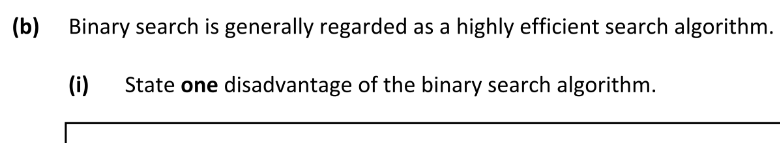 (b) Binary search is generally regarded as a highly efficient search algorithm.
(i) State one disadvantage of the binary search algorithm.